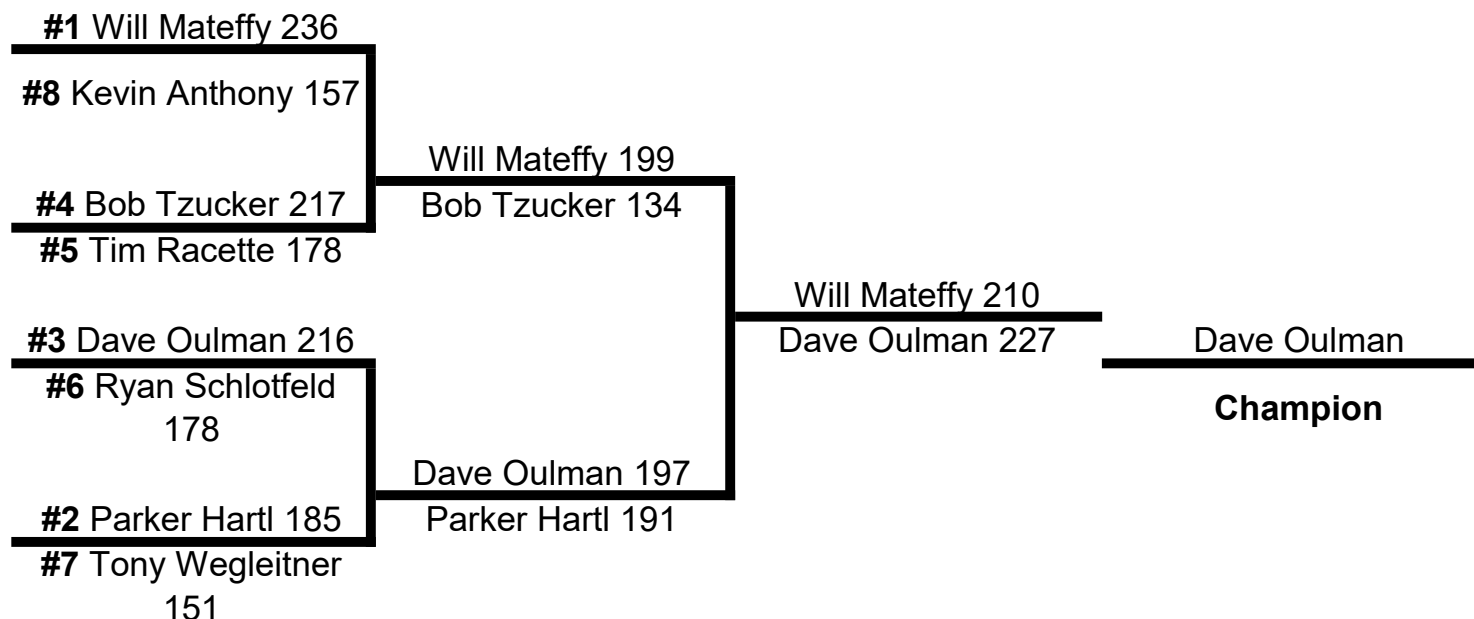 #1 Will Mateffy 236
#8 Kevin Anthony 157
#4 Bob Tzucker 217
#5 Tim Racette 178
#3 Dave Oulman 216
#6 Ryan Schlotfeld
178
#2 Parker Hartl 185
#7 Tony Wegleitner
151
Will Mateffy 199
Bob Tzucker 134
Dave Oulman 197
Parker Hartl 191
Will Mateffy 210
Dave Oulman 227
Dave Oulman
Champion